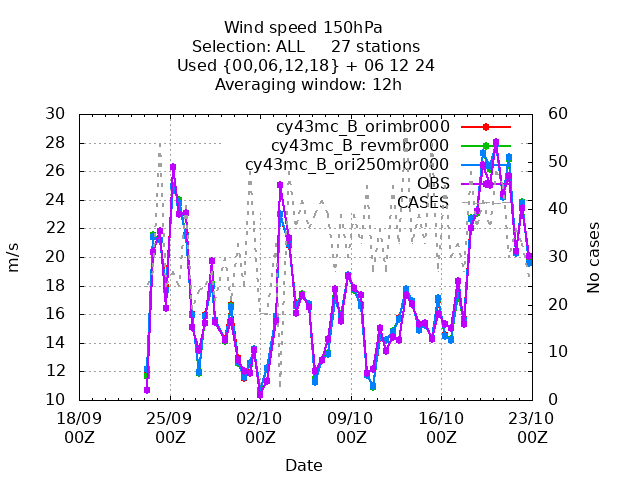 Wind speed 150hPa
Selection: ALL 27 stations
Used {00,06,12,18} + 06 12 24
Averaging window: 12h
cy43mc_B_orimbr000
cy43mc_B_revmbr000
cy43mc_B_ori250mbr000
OBS
CASES
30
28
26
24
22
20
18
16
14
12
10
m/s
60
50
40
30
20
10
0
No cases
18/09 25/09 02/10 09/10 16/10 23/10
00Z 00Z 00Z 00Z 00Z 00Z
Date